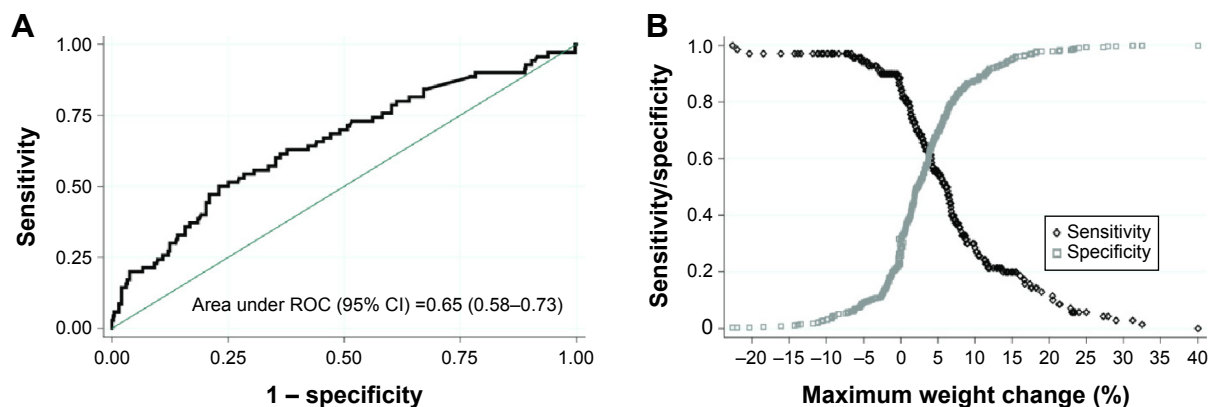 A
1.00
0.75
0.50
0.25
0.00
Sensitivity
Area under ROC (95% CI) =0.65 (0.58–0.73)
0.00 0.25 0.50 0.75 1.00
1 – specificity
B
1.0
0.8
0.6
0.4
0.2
0
Sensitivity/specificity
Sensitivity
Specificity
–20 –15 –10 –5 0 5 10 15 20 25 30 35 40
Maximum weight change (%)